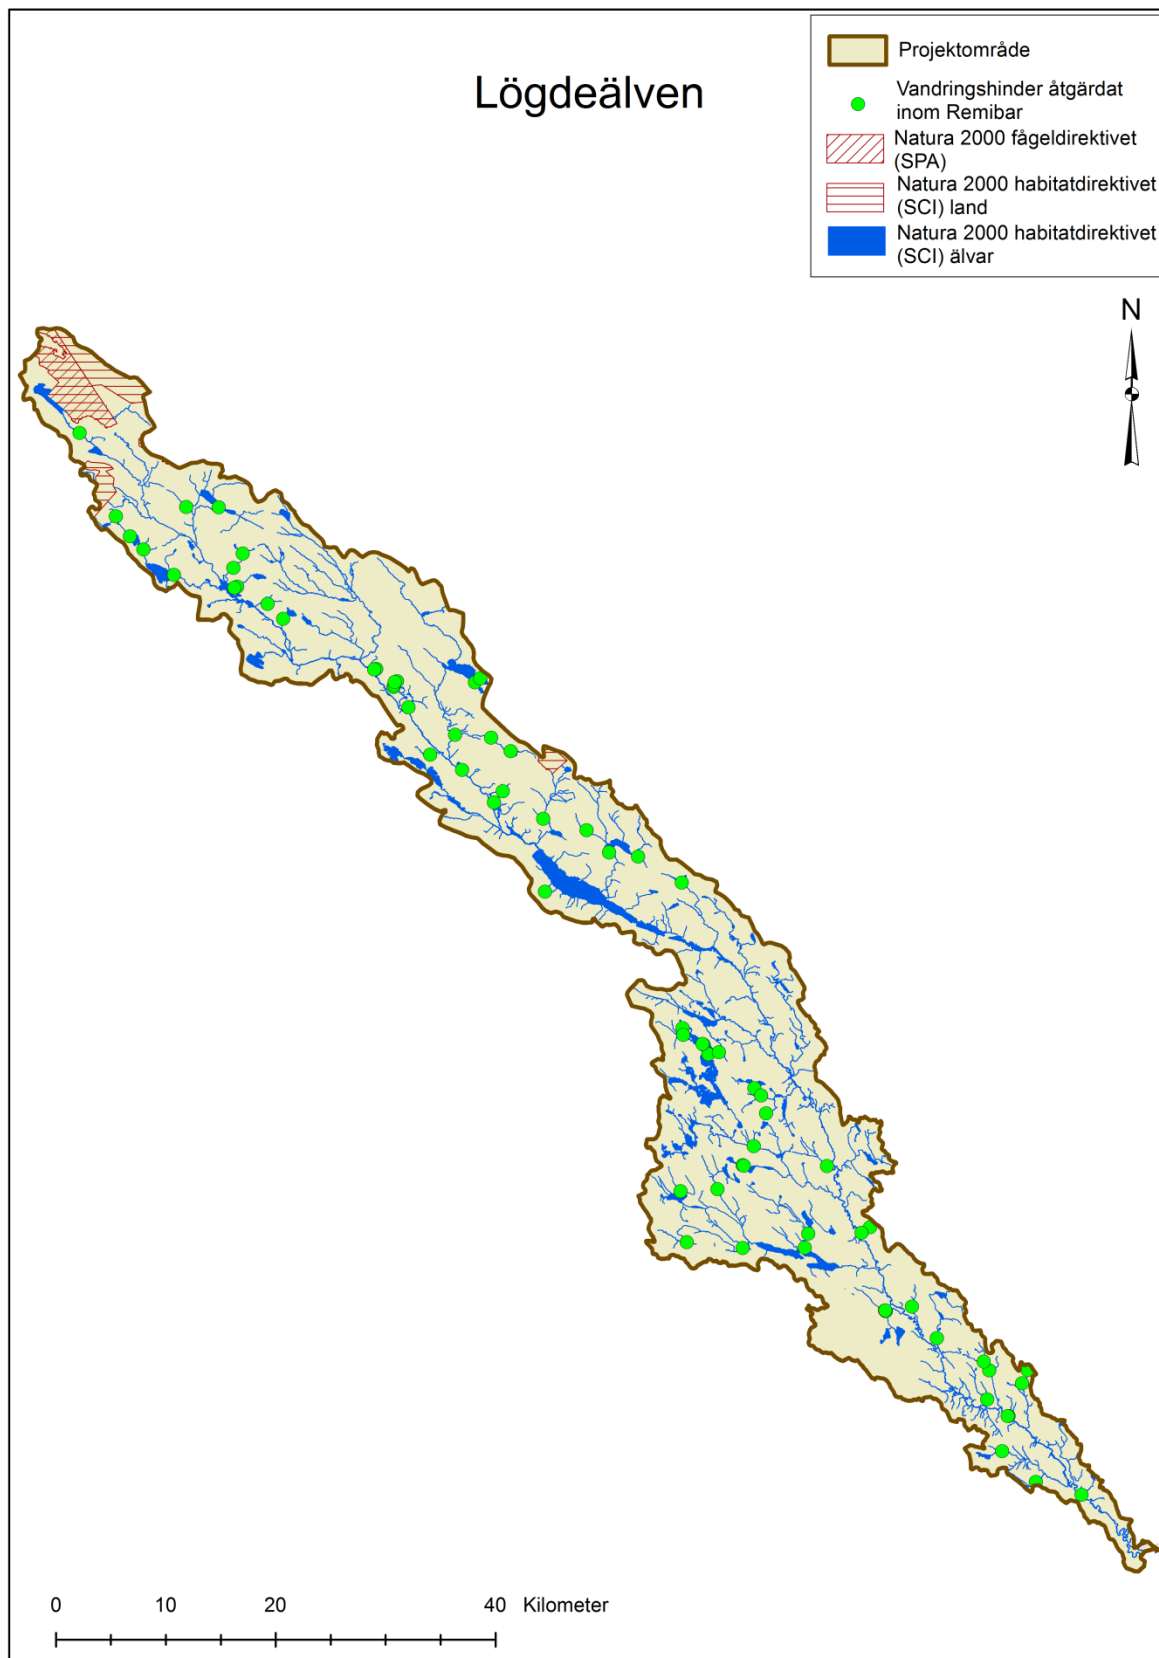 Lögdeälven
Projektområde
Vandringshinder åtgärdat
inom Remibar
Natura 2000 fågeldirektivet
(SPA)
Natura 2000 habitatdirektivet
(SCI) land
Natura 2000 habitatdirektivet
(SCI) älvar
N
0 10 20 40 Kilometer